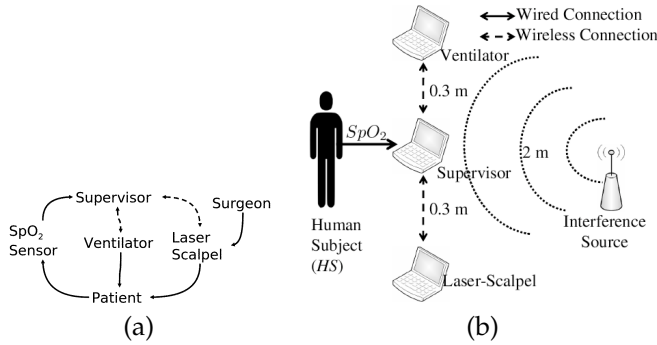 Supervisor
Surgeon
SpO2
Sensor
Ventilator
Laser
Scalpel
Patient
(a)
Wired Connection
Wireless Connection
Ventilator
0.3 m
SpO2
2 m
Supervisor
0.3 m
Human
Subject
(HS)
Interference
Source
Laser-Scalpel
(b)